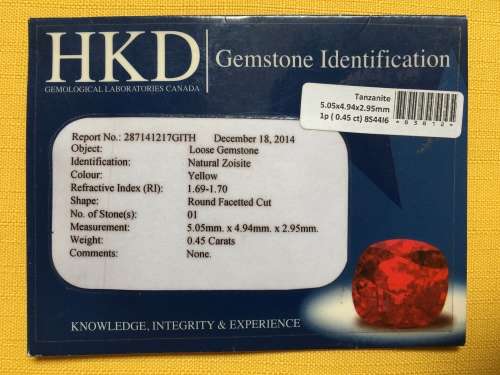 HKD
GEMOLOGICAL LABORATORIES CANADA
Gemstone Identification
Tanzanite
5.05x4.94x2.95mm
1p ( 0.45 ct) 8S44I6
*83812*
Report No.: 287141217GITH December 18, 2014
Object: Loose Gemstone
Identification: Natural Zoisite
Colour: Yellow
Refractive Index (RI): 1.69-1.70
Shape: Round Facetted Cut
No. of Stone(s): 01
Measurement: 5.05mm. x 4.94mm x 2.95mm.
Weight: 0.45 Carats
Comments: None.
KNOWLEDGE, INTEGRITY & EXPERIENCE